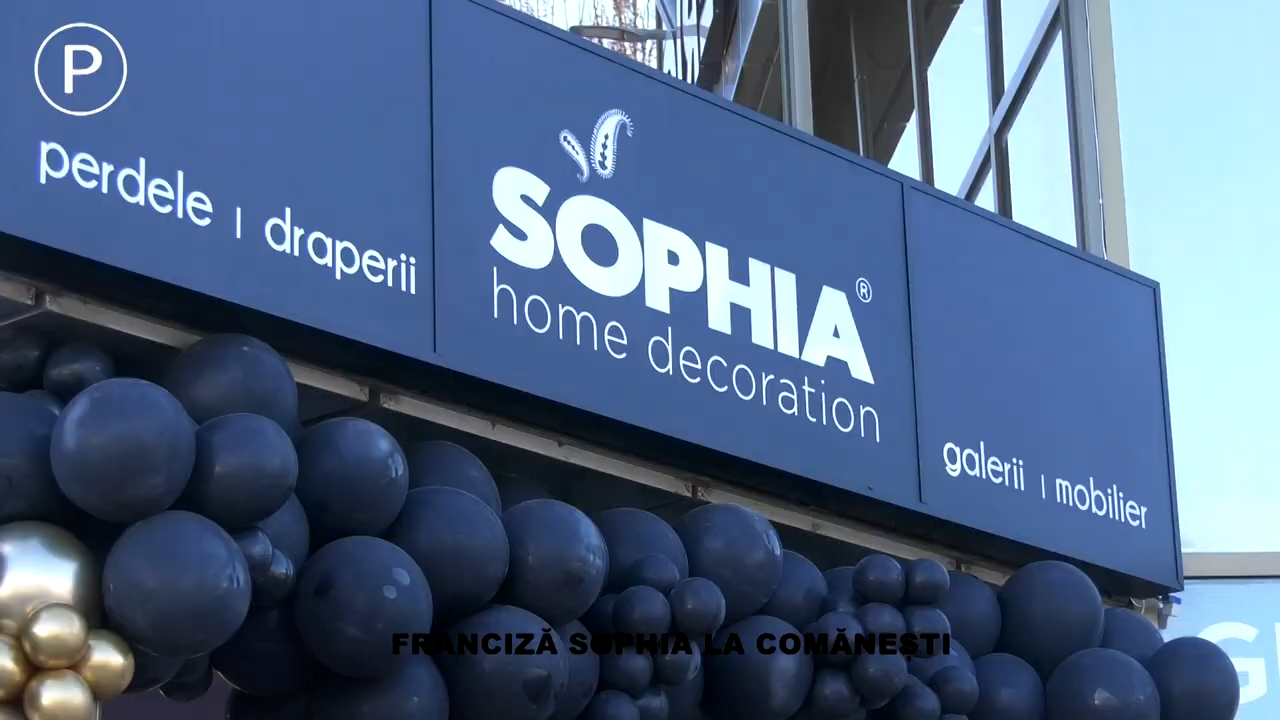 P
perdele | draperii
SOPHIA®
home decoration
galerii | mobilier
FRANCIZĂ SOPHIA LA COMĂNEȘTI
G